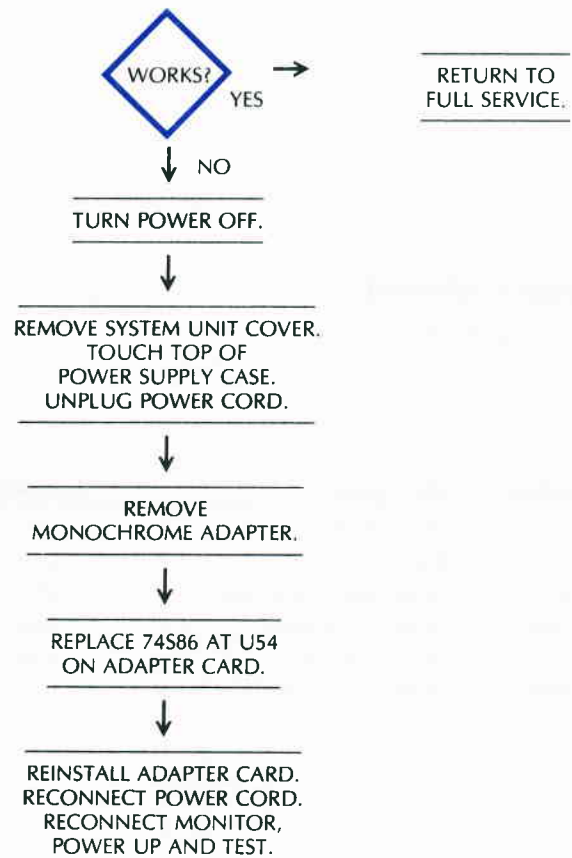 WORKS?
YES
RETURN TO
FULL SERVICE.
NO
TURN POWER OFF.
REMOVE SYSTEM UNIT COVER.
TOUCH TOP OF
POWER SUPPLY CASE.
UNPLUG POWER CORD.
REMOVE
MONOCHROME ADAPTER.
REPLACE 74S86 AT U54
ON ADAPTER CARD.
REINSTALL ADAPTER CARD.
RECONNECT POWER CORD.
RECONNECT MONITOR,
POWER UP AND TEST.